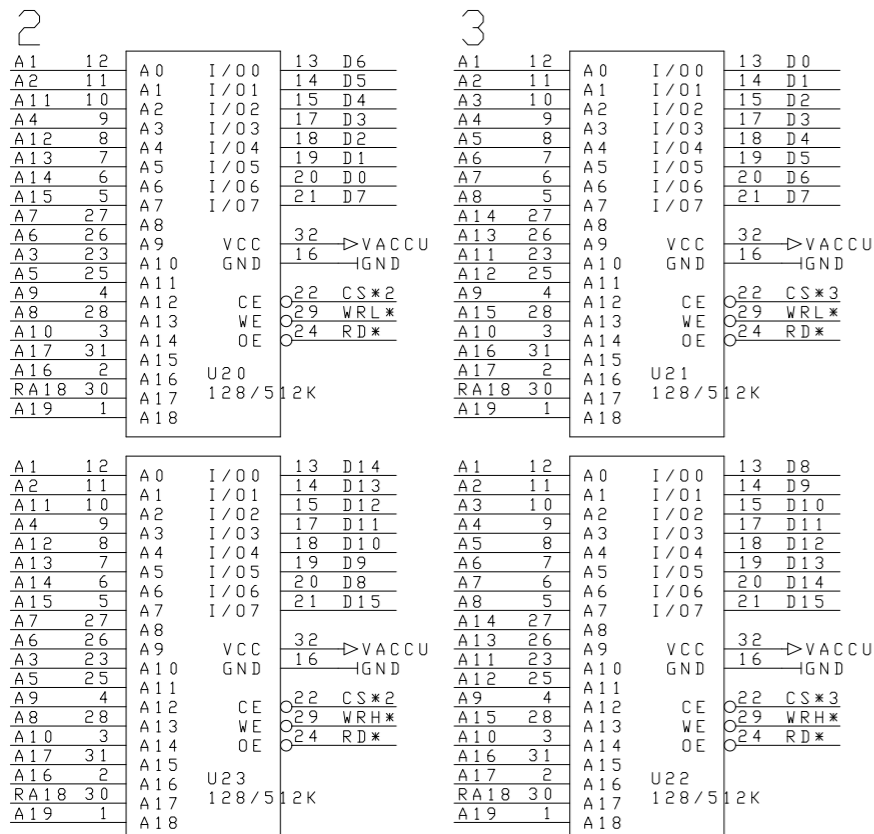 2
A1 12 A0 I/O0 13 D6
A2 11 A1 I/O1 14 D5
A11 10 A2 I/O2 15 D4
A4 9 A3 I/O3 17 D3
A12 8 A4 I/O4 18 D2
A13 7 A5 I/O5 19 D1
A14 6 A6 I/O6 20 D0
A15 5 A7 I/O7 21 D7
A7 27 A8
A6 26 A9 VCC 32 VACCU
A3 23 A10 GND 16 GND
A5 25 A11
A9 4 A12 CE 22 CS*2
A8 28 A13 WE 29 WRL*
A10 3 A14 OE 24 RD*
A17 31 A15
A16 2 A16 U20
RA18 30 A17 128/512K
A19 1 A18
3
A1 12 A0 I/O0 13 D0
A2 11 A1 I/O1 14 D1
A3 10 A2 I/O2 15 D2
A4 9 A3 I/O3 17 D3
A5 8 A4 I/O4 18 D4
A6 7 A5 I/O5 19 D5
A7 6 A6 I/O6 20 D6
A8 5 A7 I/O7 21 D7
A14 27 A8
A13 26 A9 VCC 32 VACCU
A11 23 A10 GND 16 GND
A12 25 A11
A9 4 A12 CE 22 CS*3
A15 28 A13 WE 29 WRL*
A10 3 A14 OE 24 RD*
A16 31 A15
A17 2 A16 U21
RA18 30 A17 128/512K
A19 1 A18
A1 12 A0 I/O0 13 D14
A2 11 A1 I/O1 14 D13
A11 10 A2 I/O2 15 D12
A4 9 A3 I/O3 17 D11
A12 8 A4 I/O4 18 D10
A13 7 A5 I/O5 19 D9
A14 6 A6 I/O6 20 D8
A15 5 A7 I/O7 21 D15
A7 27 A8
A6 26 A9 VCC 32 VACCU
A3 23 A10 GND 16 GND
A5 25 A11
A9 4 A12 CE 22 CS*2
A8 28 A13 WE 29 WRH*
A10 3 A14 OE 24 RD*
A17 31 A15
A16 2 A16 U23
RA18 30 A17 128/512K
A19 1 A18
A1 12 A0 I/O0 13 D8
A2 11 A1 I/O1 14 D9
A3 10 A2 I/O2 15 D10
A4 9 A3 I/O3 17 D11
A5 8 A4 I/O4 18 D12
A6 7 A5 I/O5 19 D13
A7 6 A6 I/O6 20 D14
A8 5 A7 I/O7 21 D15
A14 27 A8
A13 26 A9 VCC 32 VACCU
A11 23 A10 GND 16 GND
A12 25 A11
A9 4 A12 CE 22 CS*3
A15 28 A13 WE 29 WRH*
A10 3 A14 OE 24 RD*
A16 31 A15
A17 2 A16 U22
RA18 30 A17 128/512K
A19 1 A18